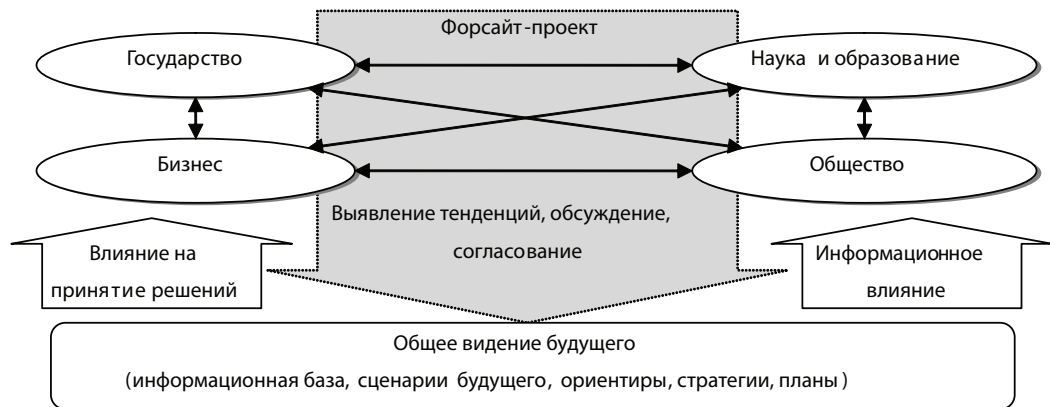 Форсайт-проект
Государство
Наука и образование
Бизнес
Общество
Выявление тенденций, обсуждение,
согласование
Влияние на
принятие решений
Информационное
влияние
Общее видение будущего
(информационная база, сценарии будущего, ориентиры, стратегии, планы)